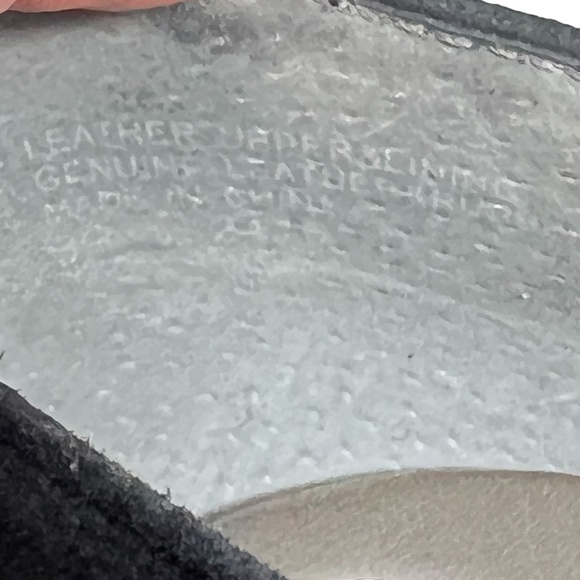 LEATHER UPPER & LINING
GENUINE LEATHER
MADE IN CHINA